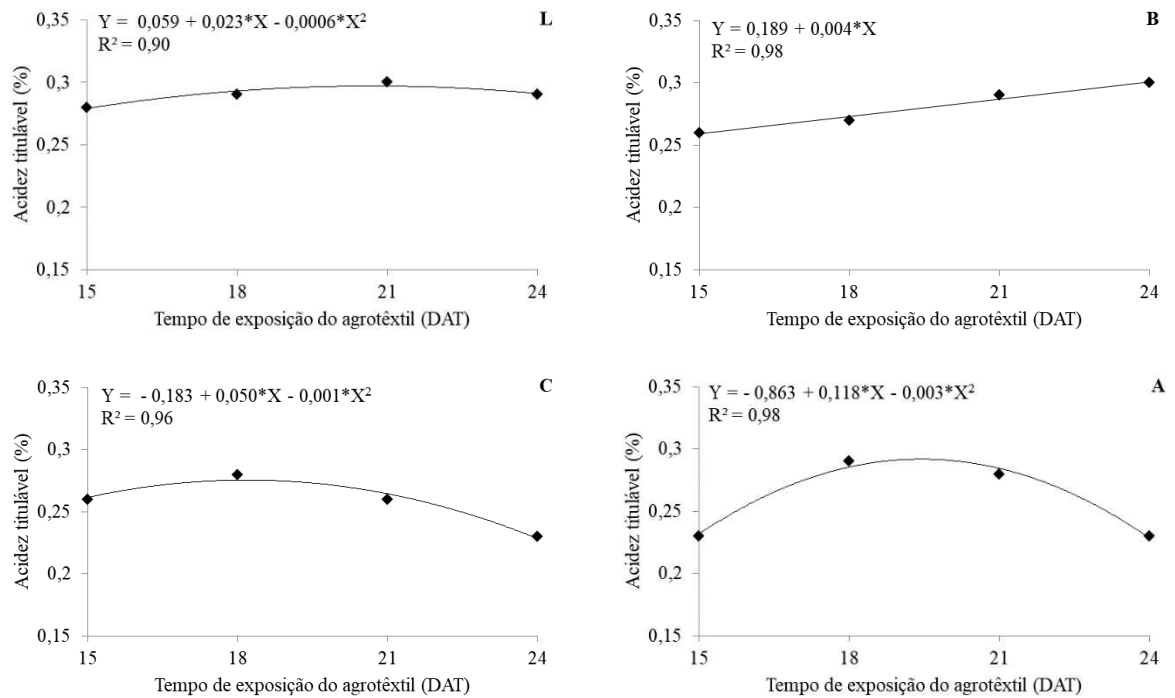 Y = 0,059 + 0,023*X - 0,0006*X²
R² = 0,90
L
Acidez titulável (%)
0,35
0,3
0,25
0,2
0,15
15 18 21 24
Tempo de exposição do agrotêxtil (DAT)
Y = 0,189 + 0,004*X
R² = 0,98
B
Acidez titulável (%)
0,35
0,3
0,25
0,2
0,15
15 18 21 24
Tempo de exposição do agrotêxtil (DAT)
Y = - 0,183 + 0,050*X - 0,001*X²
R² = 0,96
C
Acidez titulável (%)
0,35
0,3
0,25
0,2
0,15
15 18 21 24
Tempo de exposição do agrotêxtil (DAT)
Y = - 0,863 + 0,118*X - 0,003*X²
R² = 0,98
A
Acidez titulável (%)
0,35
0,3
0,25
0,2
0,15
15 18 21 24
Tempo de exposição do agrotêxtil (DAT)